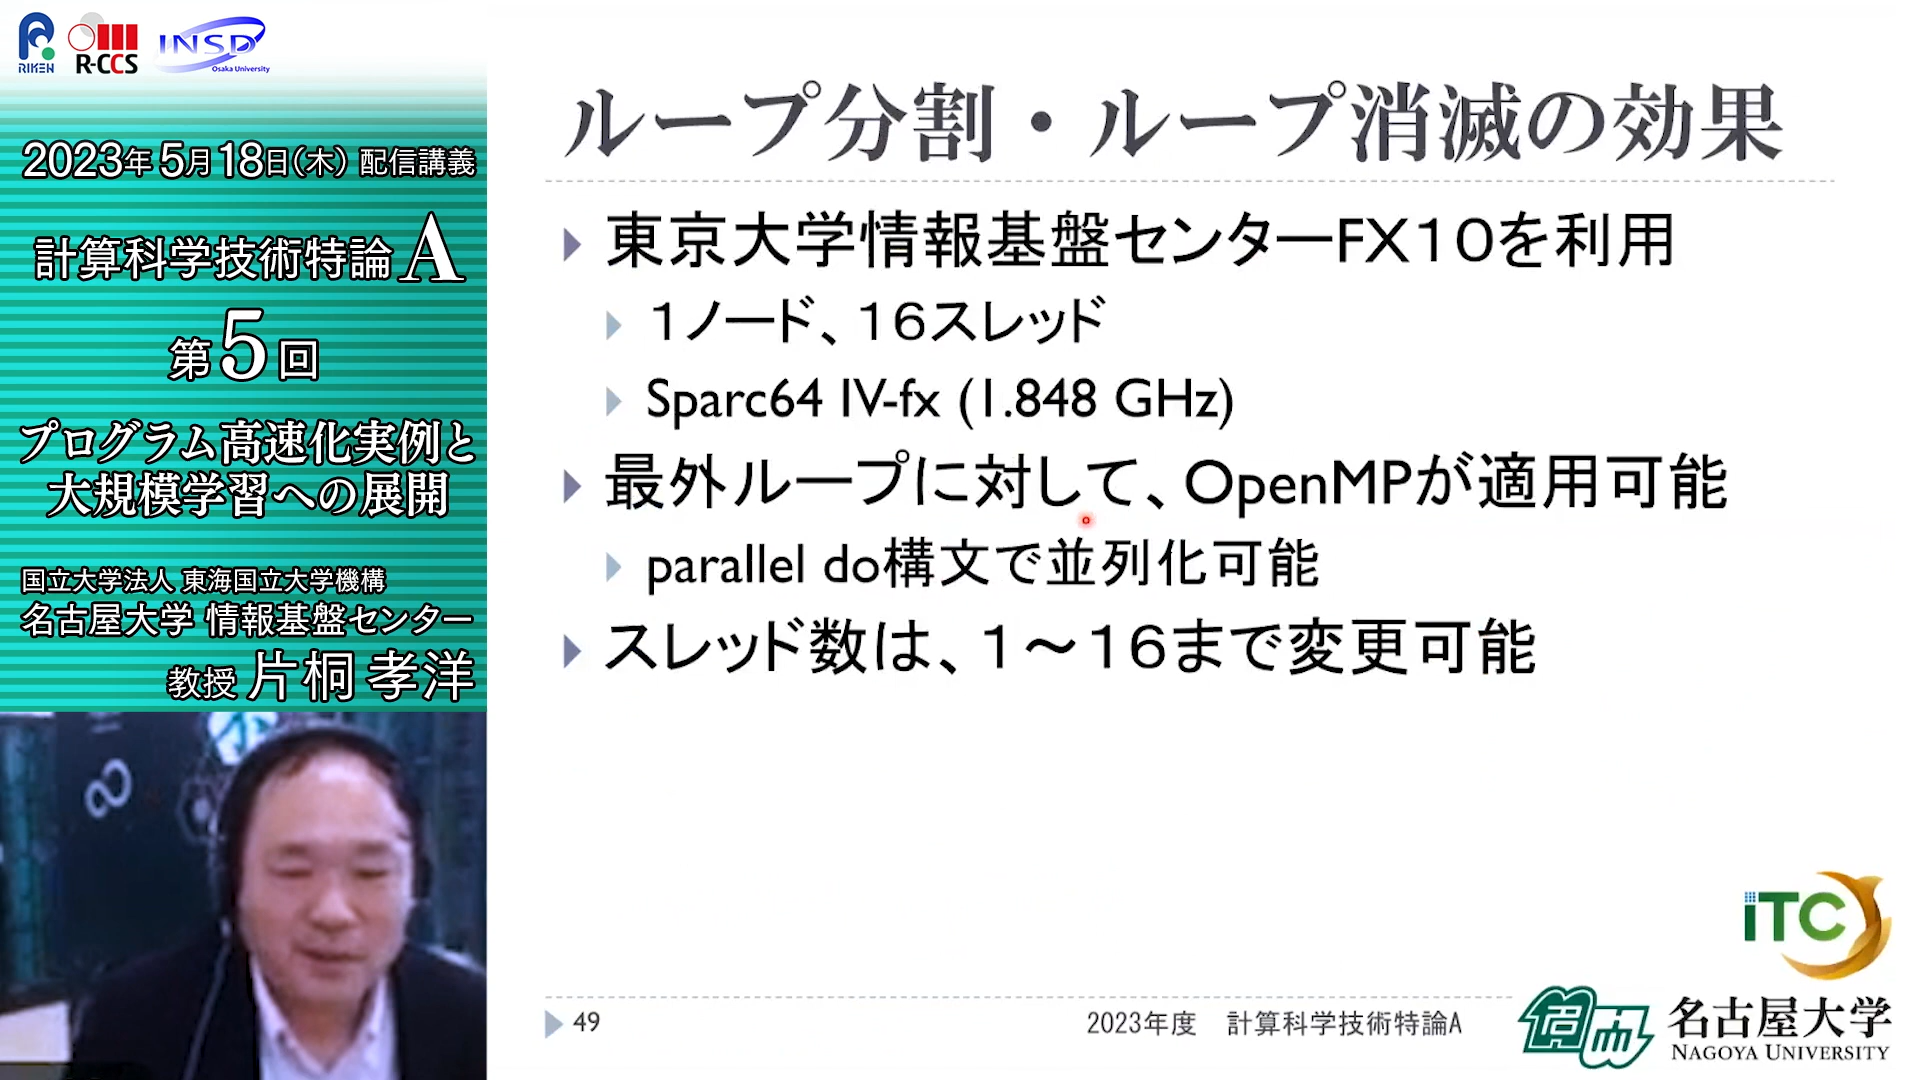 RIKEN
R-CCS
INSD
Osaka University
2023年5月18日(木) 配信講義
計算科学技術特論 A
第5回
プログラム高速化実例と
大規模学習への展開
国立大学法人 東海国立大学機構
名古屋大学 情報基盤センター
教授 片桐 孝洋
ループ分割・ループ消滅の効果
東京大学情報基盤センターFX10を利用
1ノード、16スレッド
Sparc64 IV-fx (1.848 GHz)
最外ループに対して、OpenMPが適用可能
parallel do構文で並列化可能
スレッド数は、1～16まで変更可能
iTC
49
2023年度　計算科学技術特論A
名古屋大学
NAGOYA UNIVERSITY